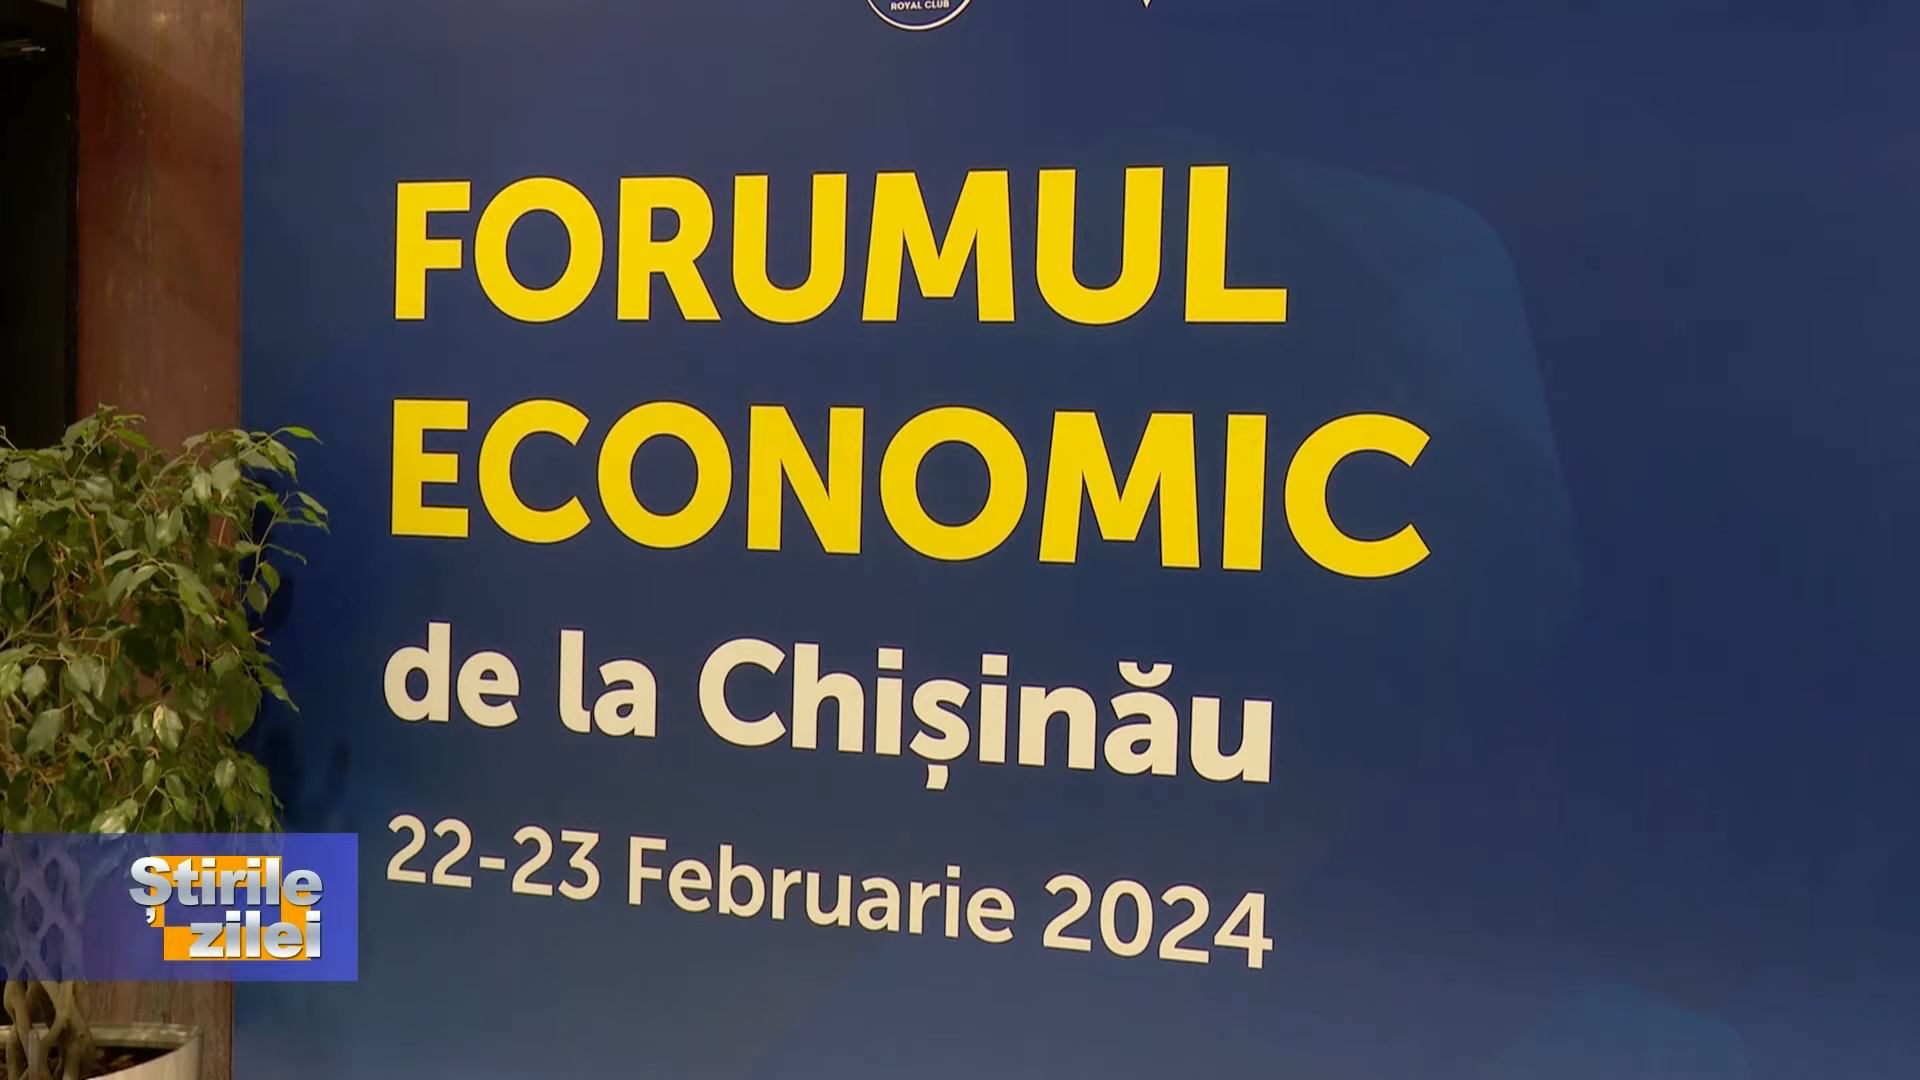 ROYAL CLUB
FORUMUL
ECONOMIC
de la Chișinău
22-23 Februarie 2024
Știrile
zilei